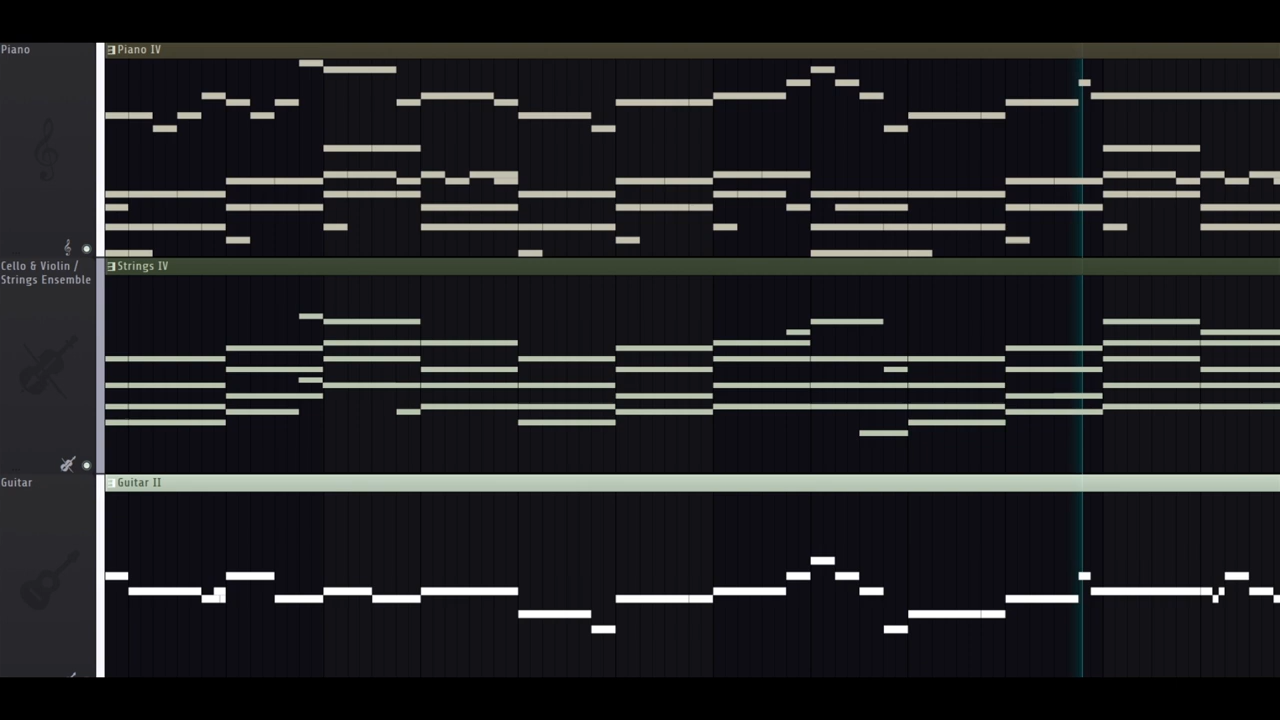 Piano
Piano IV
Cello & Violin /
Strings Ensemble
Strings IV
Guitar
Guitar II